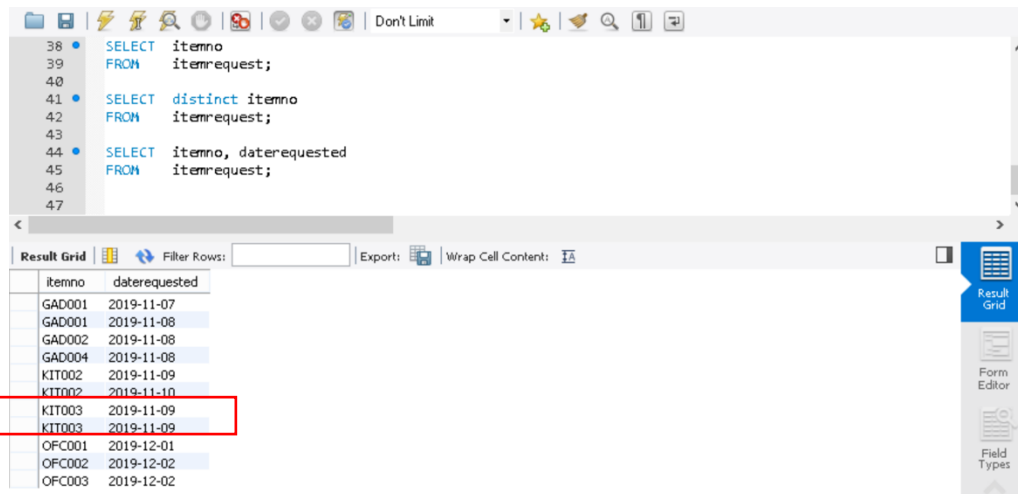 Don't Limit
38 SELECT itemno
39 FROM itemrequest;
40
41 SELECT distinct itemno
42 FROM itemrequest;
43
44 SELECT itemno, daterequested
45 FROM itemrequest;
46
47
Result Grid Filter Rows: Export: Wrap Cell Content:
itemno daterequested
GAD001 2019-11-07
GAD001 2019-11-08
GAD002 2019-11-08
GAD004 2019-11-08
KIT002 2019-11-09
KIT002 2019-11-10
KIT003 2019-11-09
KIT003 2019-11-09
OFC001 2019-12-01
OFC002 2019-12-02
OFC003 2019-12-02
Result
Grid
Form
Editor
Field
Types